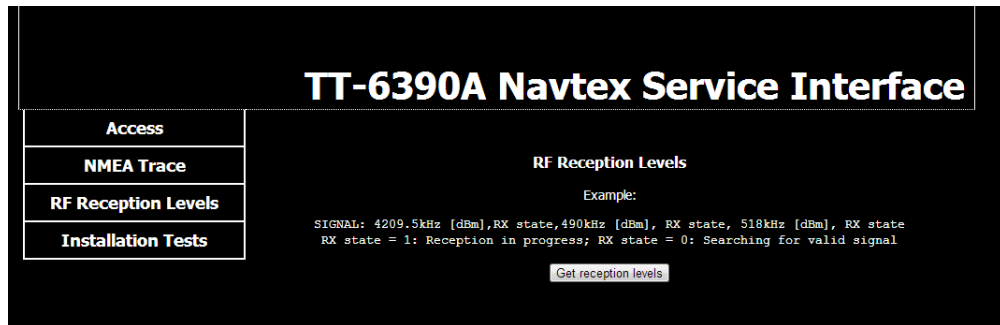 TT-6390A Navtex Service Interface
Access
NMEA Trace
RF Reception Levels
Installation Tests
RF Reception Levels
Example:
SIGNAL: 4209.5kHz [dBm],RX state,490kHz [dBm], RX state, 518kHz [dBm], RX state
RX state = 1: Reception in progress; RX state = 0: Searching for valid signal
Get reception levels